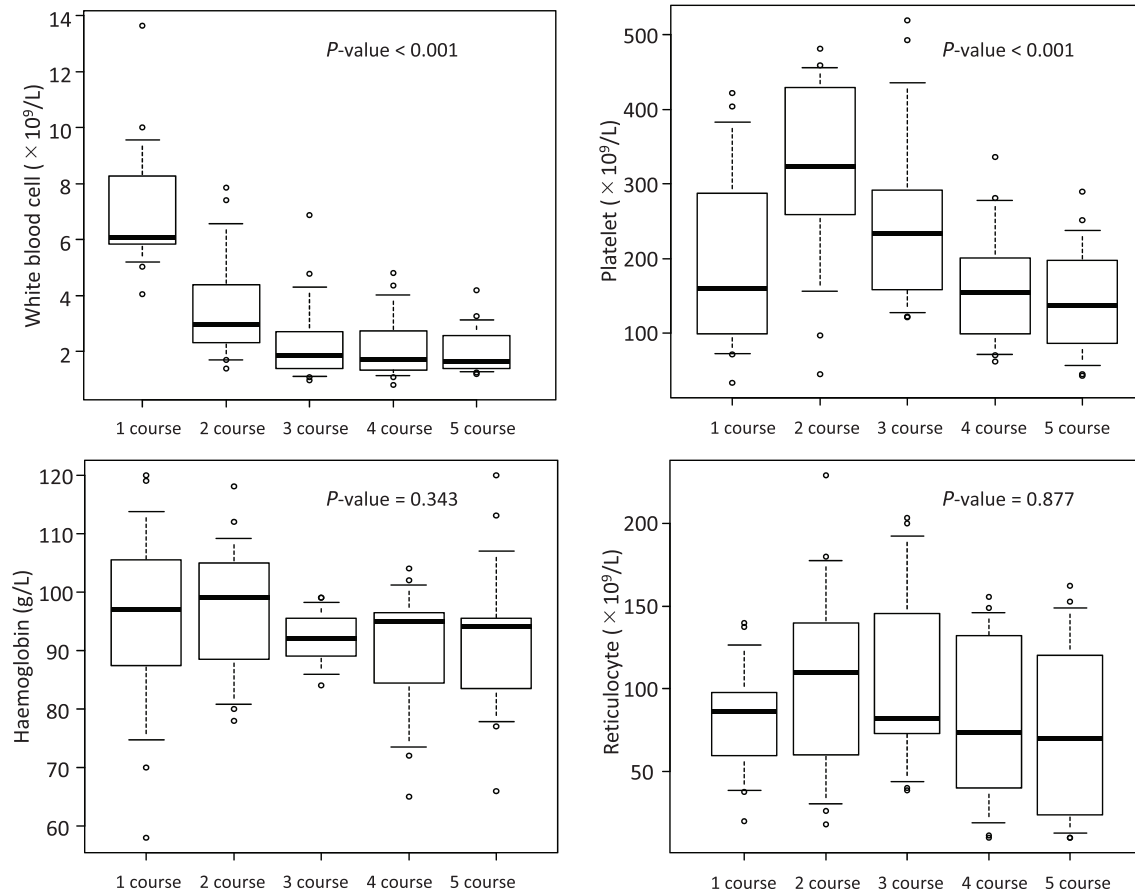 White blood cell ( × 10⁹/L)
14
12
10
8
6
4
2
P-value < 0.001
1 course 2 course 3 course 4 course 5 course
Platelet ( × 10⁹/L)
500
400
300
200
100
P-value < 0.001
1 course 2 course 3 course 4 course 5 course
Haemoglobin (g/L)
120
110
100
90
80
70
60
P-value = 0.343
1 course 2 course 3 course 4 course 5 course
Reticulocyte ( × 10⁹/L)
200
150
100
50
P-value = 0.877
1 course 2 course 3 course 4 course 5 course